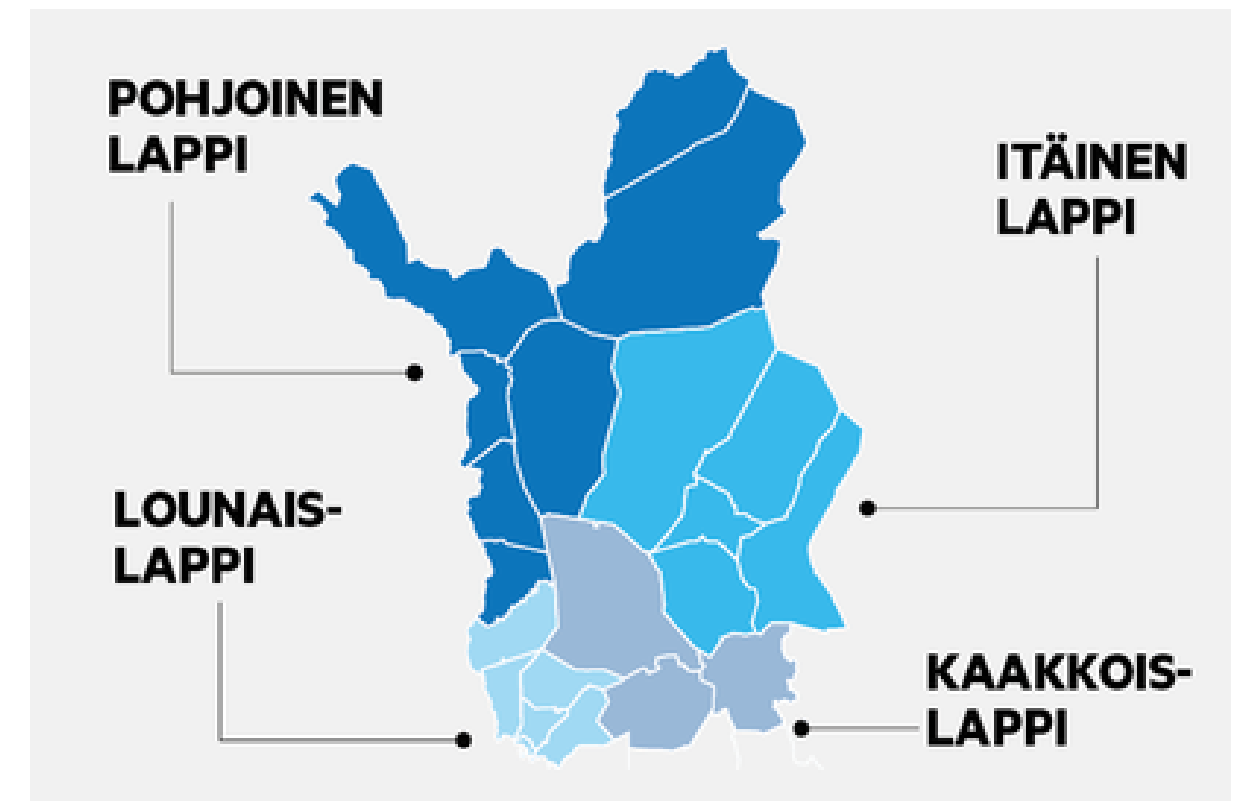 POHJOINEN
LAPPI
ITÄINEN
LAPPI
LOUNAIS-
LAPPI
KAAKKOIS-
LAPPI